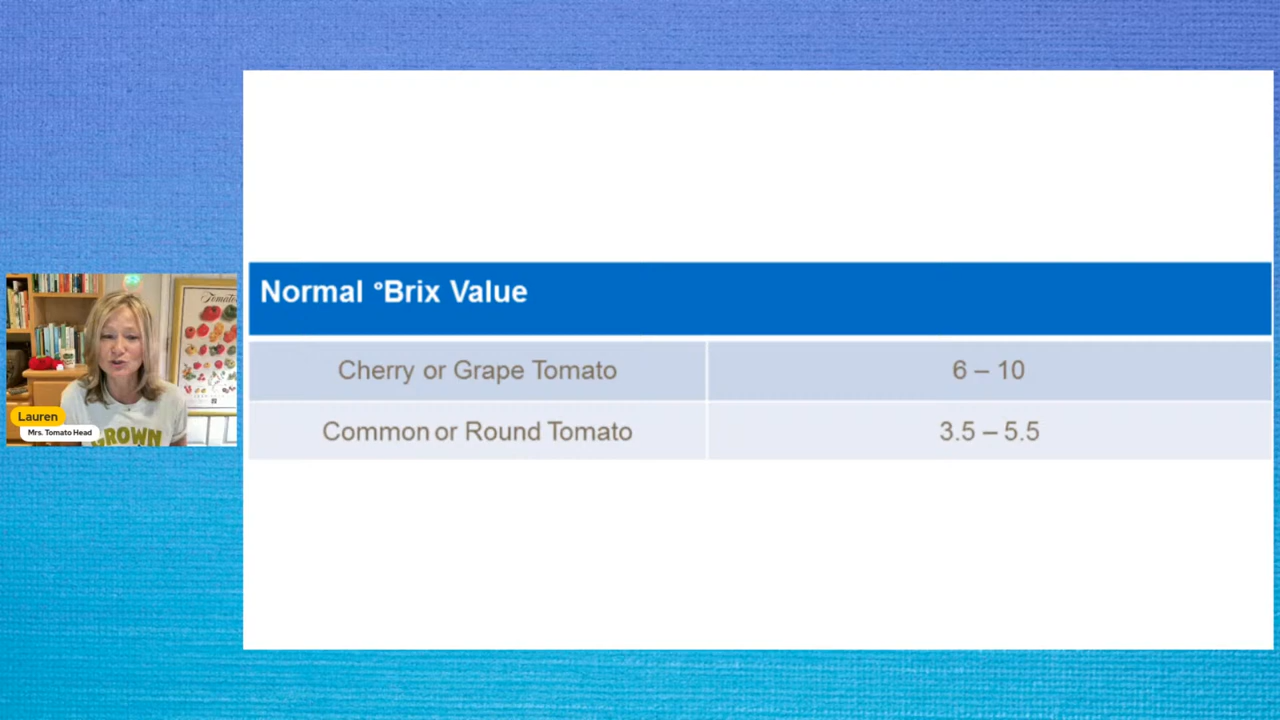 Normal °Brix Value
Cherry or Grape Tomato 6 – 10
Common or Round Tomato 3.5 – 5.5
Tomato
Lauren
GROWN
Mrs. Tomato Head